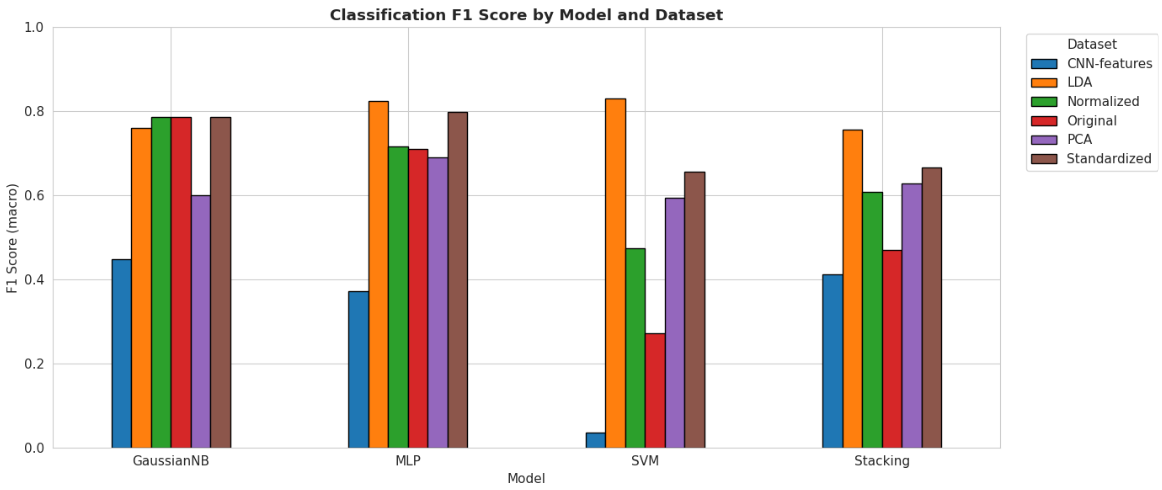 Classification F1 Score by Model and Dataset
F1 Score (macro)
1.0
0.8
0.6
0.4
0.2
0.0
GaussianNB
MLP
SVM
Stacking
Model
Dataset
CNN-features
LDA
Normalized
Original
PCA
Standardized